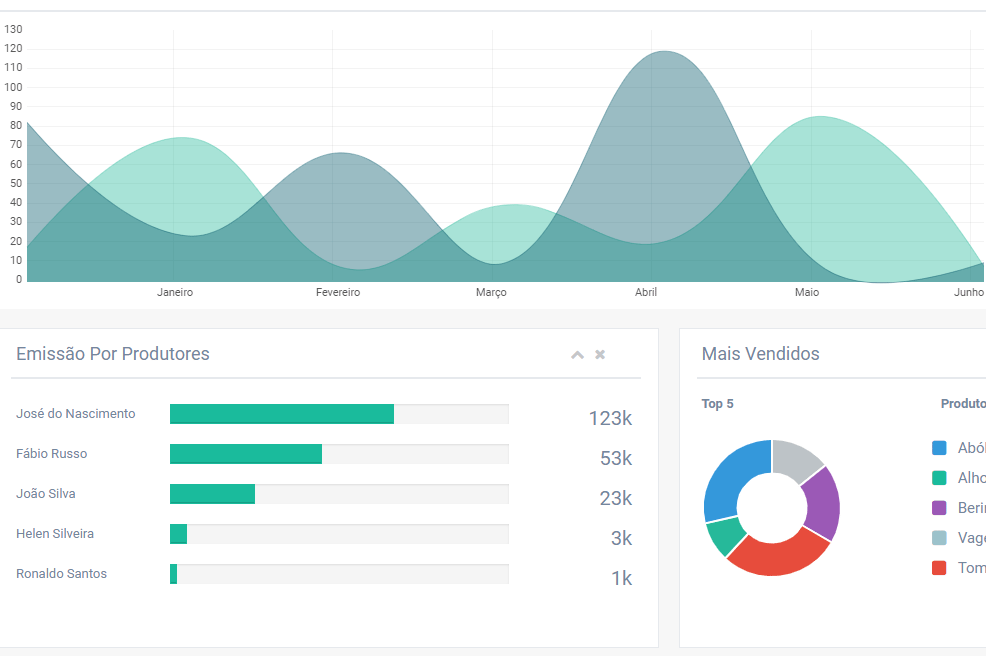 130
120
110
100
90
80
70
60
50
40
30
20
10
0
Janeiro Fevereiro Março Abril Maio Junho
Emissão Por Produtores
José do Nascimento 123k
Fábio Russo 53k
João Silva 23k
Helen Silveira 3k
Ronaldo Santos 1k
Mais Vendidos
Top 5 Produto
Abó
Alho
Beri
Vag
Tom